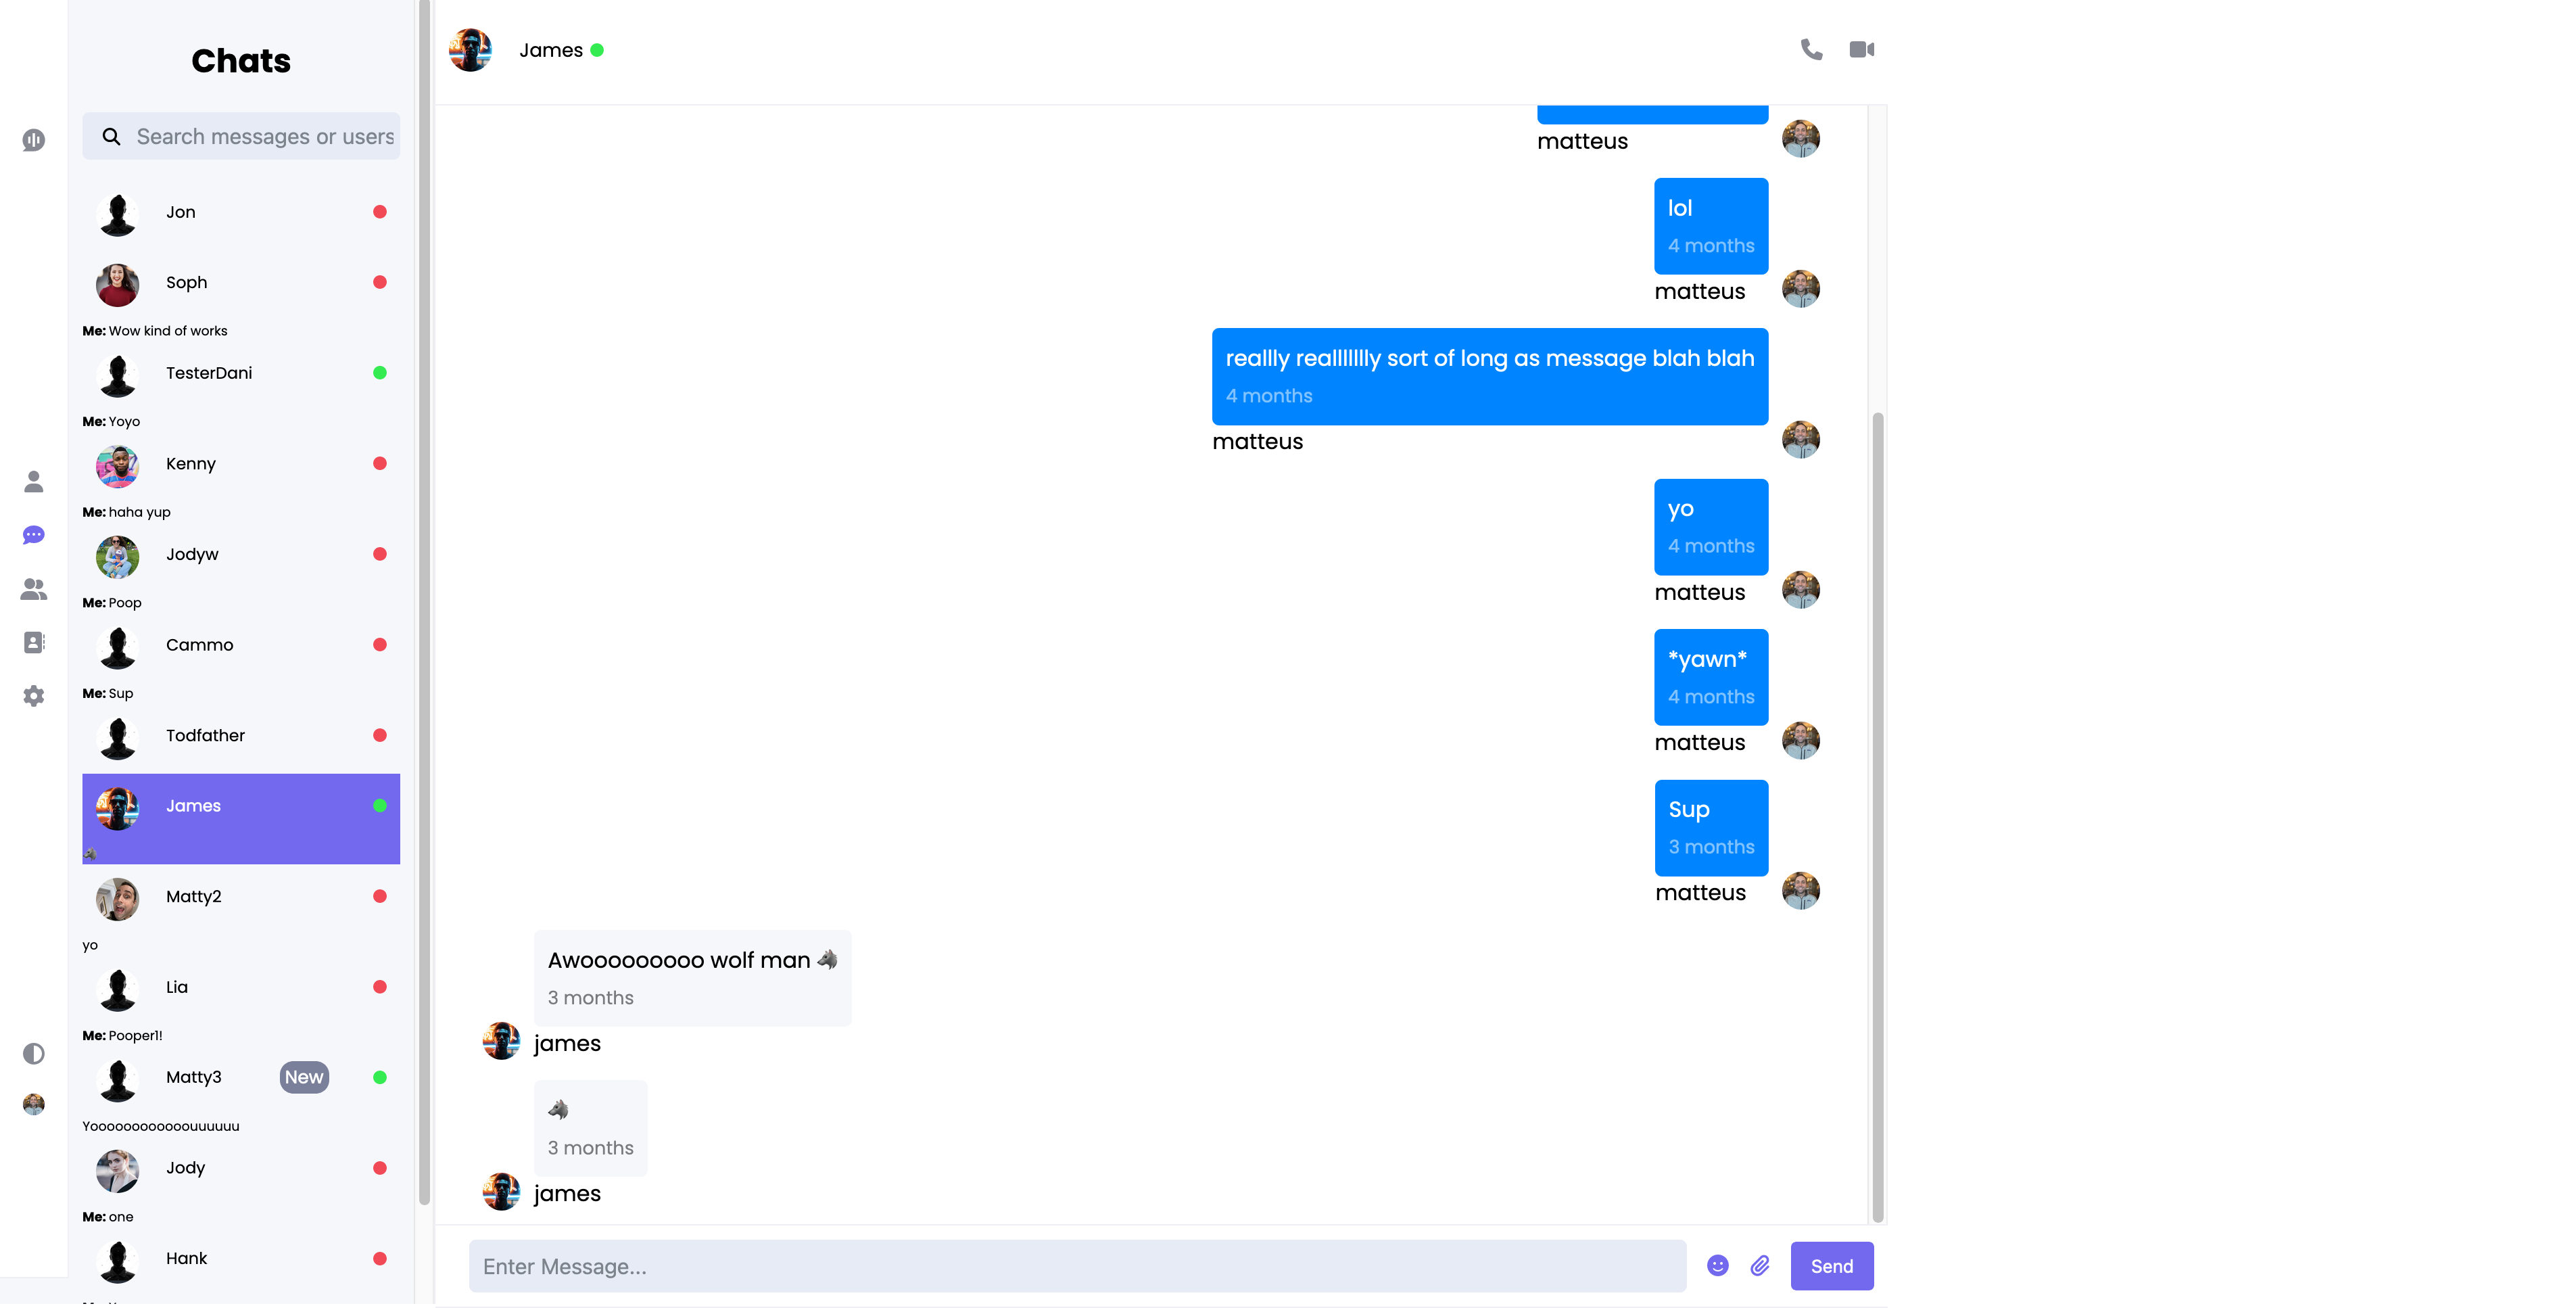 Chats
Search messages or users
Jon
Soph
Me: Wow kind of works
TesterDani
Me: Yoyo
Kenny
Me: haha yup
Jodyw
Me: Poop
Cammo
Me: Sup
Todfather
James
🐺
Matty2
yo
Lia
Me: Pooper1!
Matty3 New
Yoooooooooooouuuuuu
Jody
Me: one
Hank
James
matteus
lol
4 months
matteus
reallly realllllllly sort of long as message blah blah
4 months
matteus
yo
4 months
matteus
*yawn*
4 months
matteus
Sup
3 months
matteus
Awooooooooo wolf man 🐺
3 months
james
🐺
3 months
james
Enter Message...
Send